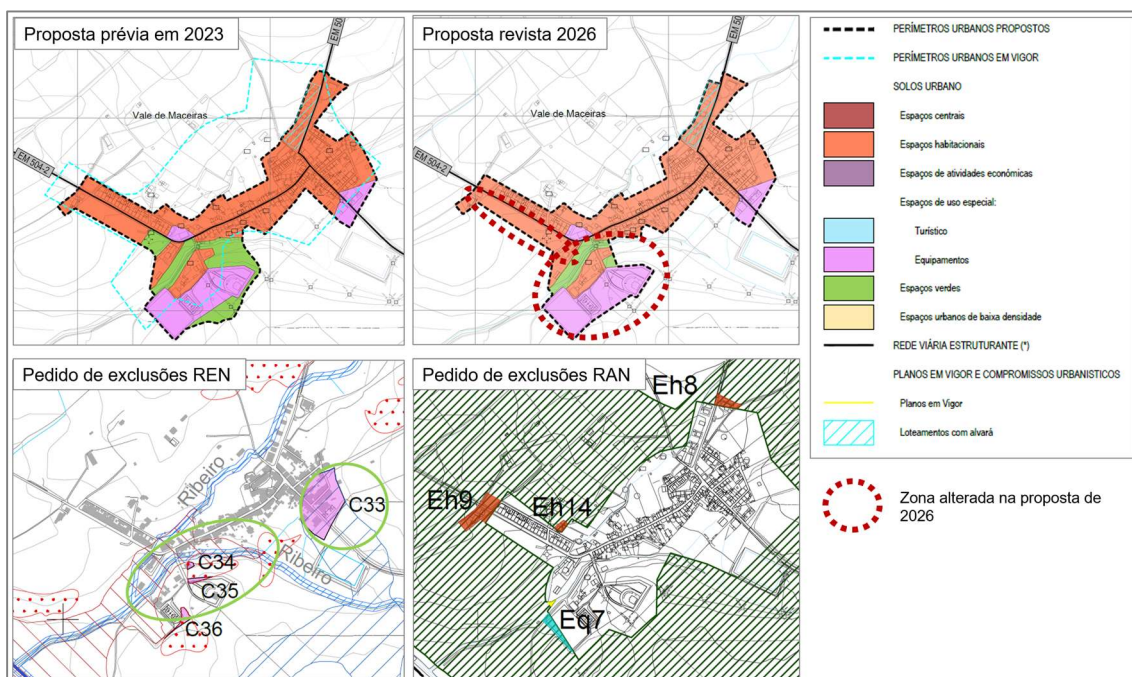 Proposta prévia em 2023
EM 50
Vale de Maceiras
EM 504-2
Proposta revista 2026
EM 50
Vale de Maceiras
EM 504-2
PERÍMETROS URBANOS PROPOSTOS
PERÍMETROS URBANOS EM VIGOR
SOLOS URBANO
Espaços centrais
Espaços habitacionais
Espaços de atividades económicas
Espaços de uso especial:
Turístico
Equipamentos
Espaços verdes
Espaços urbanos de baixa densidade
REDE VIÁRIA ESTRUTURANTE (*)
PLANOS EM VIGOR E COMPROMISSOS URBANISTICOS
Planos em Vigor
Loteamentos com alvará
Zona alterada na proposta de
2026
Pedido de exclusões REN
Ribeiro
C33
Ribeiro
C34
C35
C36
Pedido de exclusões RAN
Eh8
Eh9
Eh14
Eq7